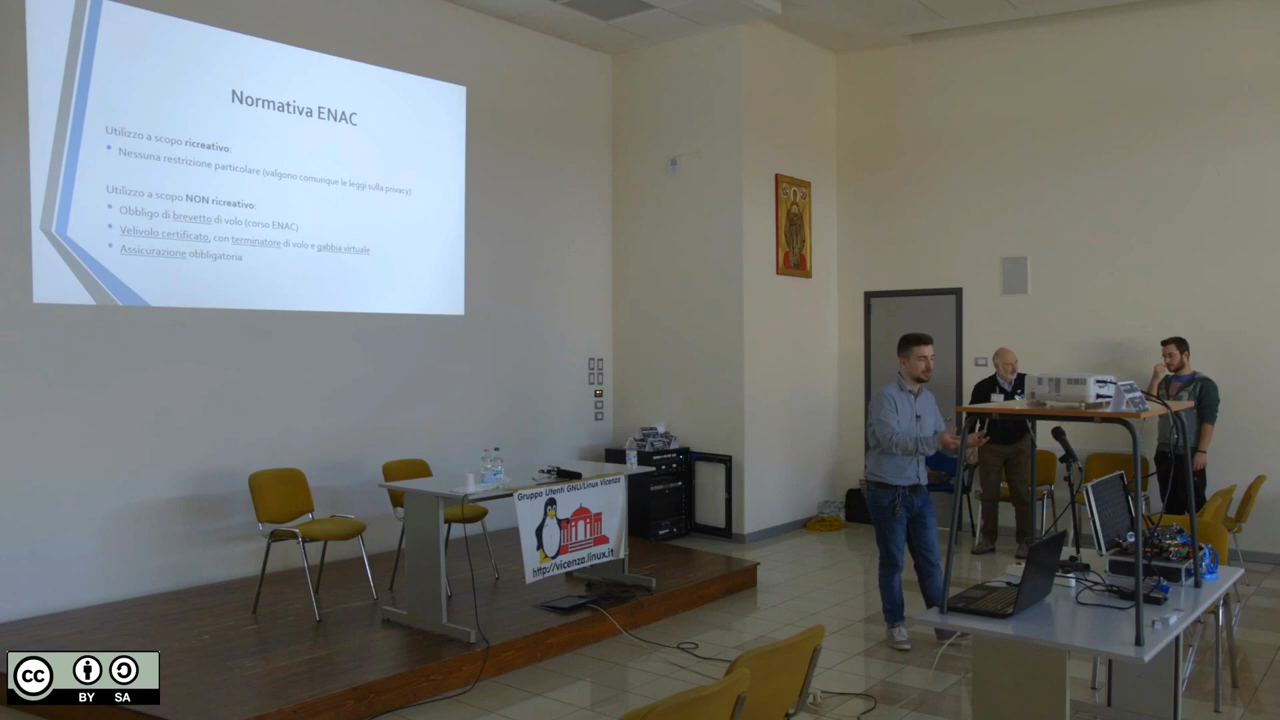 Normativa ENAC
Utilizzo a scopo ricreativo:
Nessuna restrizione particolare (valgono comunque le leggi sulla privacy)
Utilizzo a scopo NON ricreativo:
Obbligo di brevetto di volo (corso ENAC)
Velivolo certificato, con terminatore di volo e gabbia virtuale
Assicurazione obbligatoria
Gruppo Utenti GNU/Linux Vicenza
http://vicenza.linux.it
cc
BY SA